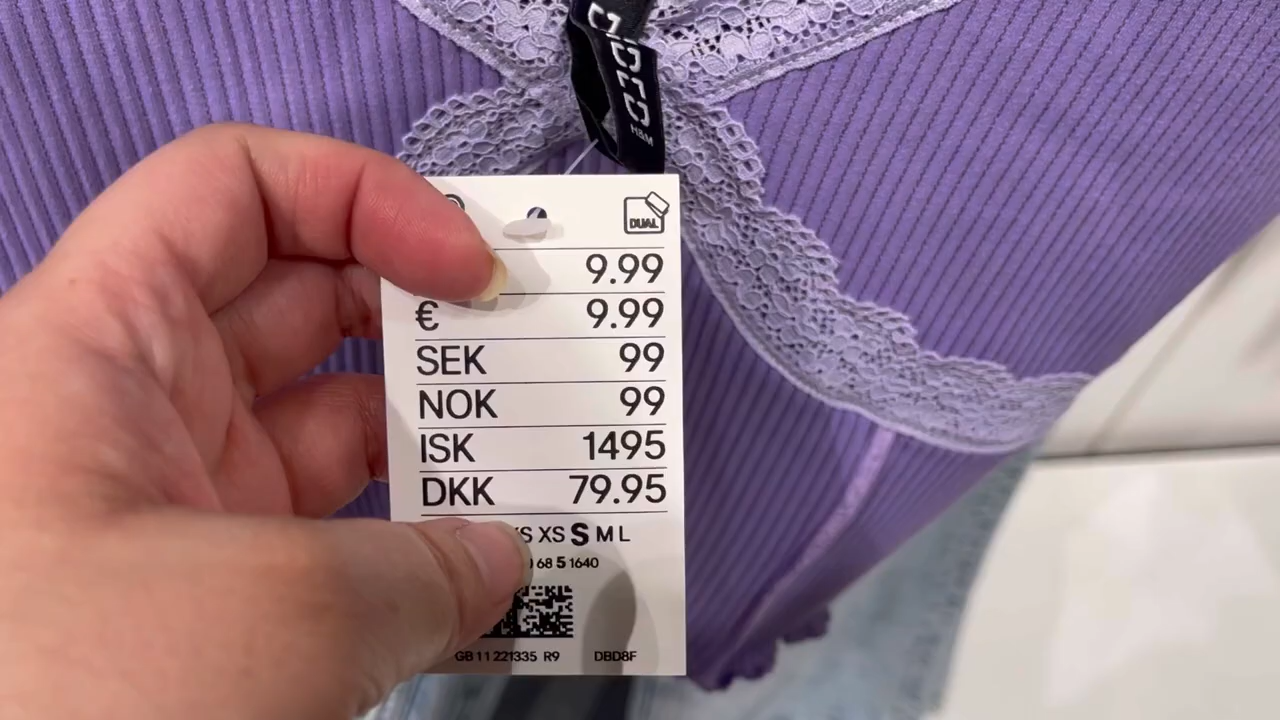 DIVIDED
H&M
DUAL
9.99
€ 9.99
SEK 99
NOK 99
ISK 1495
DKK 79.95
XS S M L
68 5 1640
GB 11 221335 R9 DBD8F